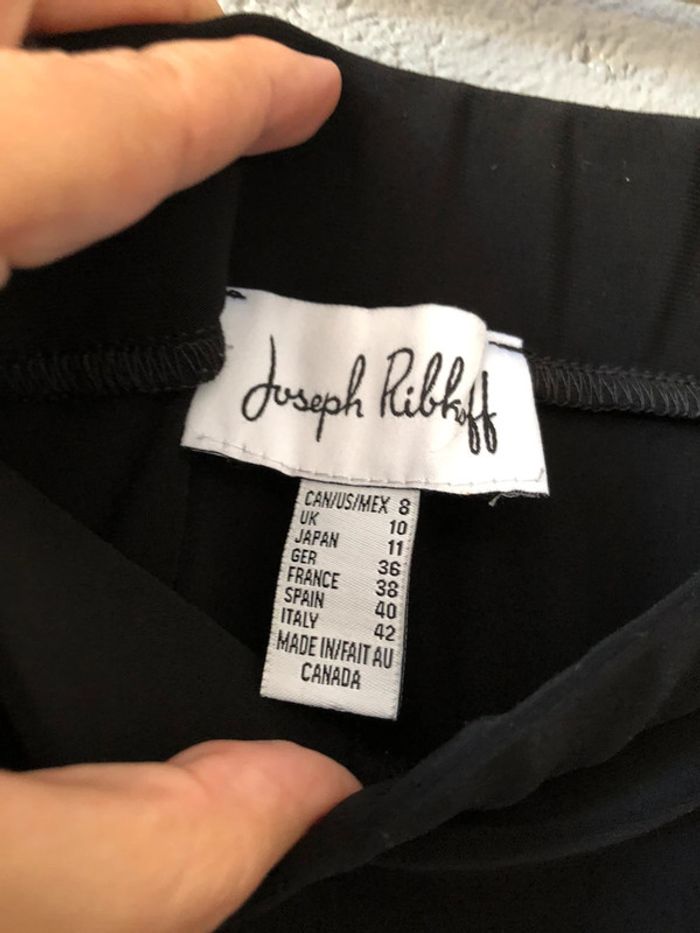 Joseph Ribkoff
CAN/US/MEX 8
UK 10
JAPAN 11
GER 36
FRANCE 38
SPAIN 40
ITALY 42
MADE IN/FAIT AU
CANADA